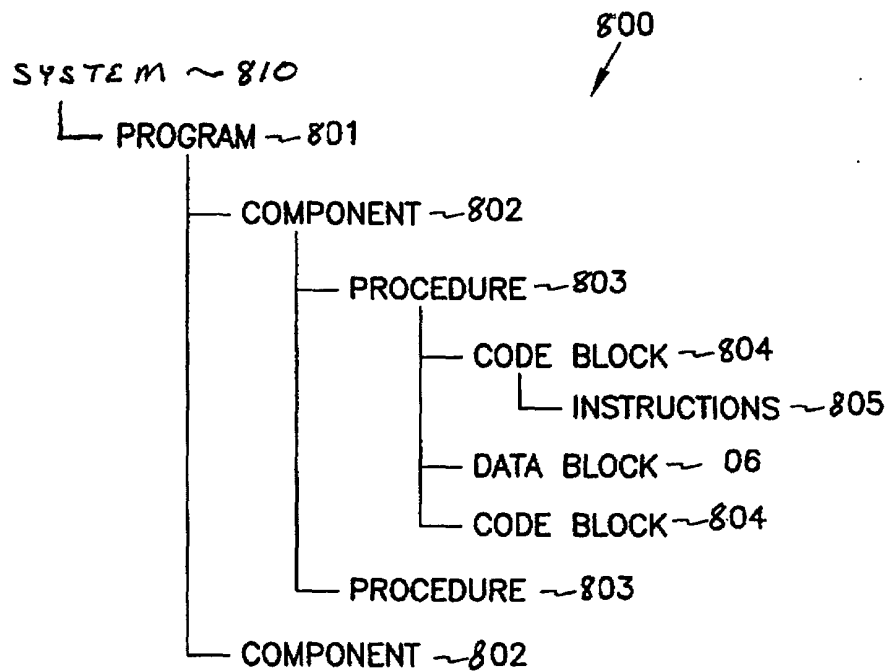 800
SYSTEM ~ 810
PROGRAM ~ 801
COMPONENT ~ 802
PROCEDURE ~ 803
CODE BLOCK ~ 804
INSTRUCTIONS ~ 805
DATA BLOCK ~ 06
CODE BLOCK ~ 804
PROCEDURE ~ 803
COMPONENT ~ 802